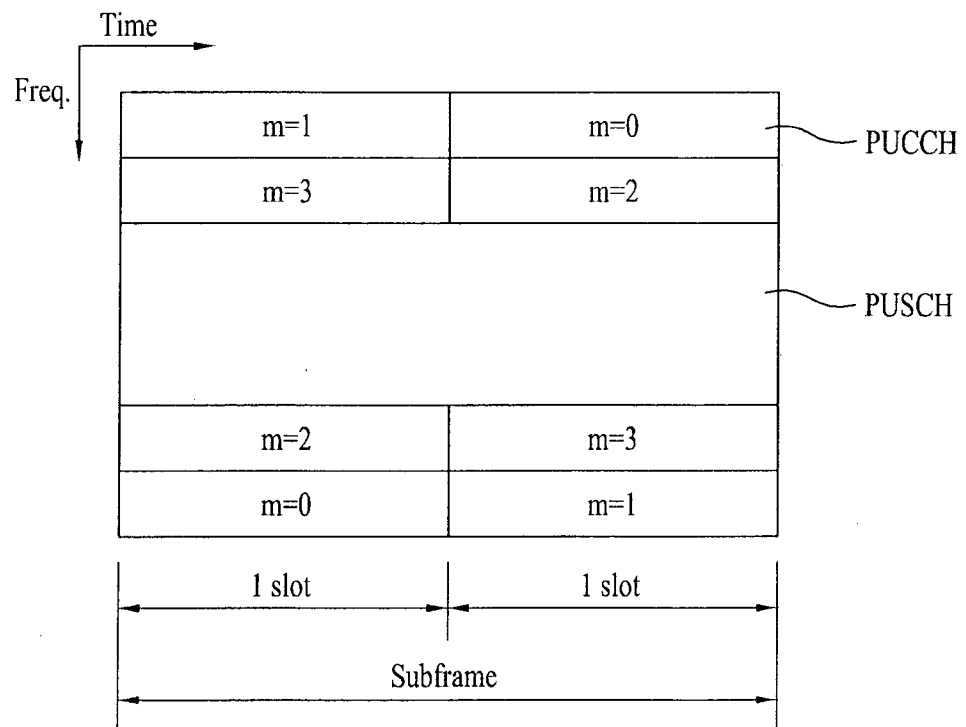 Time
Freq.
m=1 m=0
PUCCH
m=3 m=2
PUSCH
m=2 m=3
m=0 m=1
1 slot 1 slot
Subframe